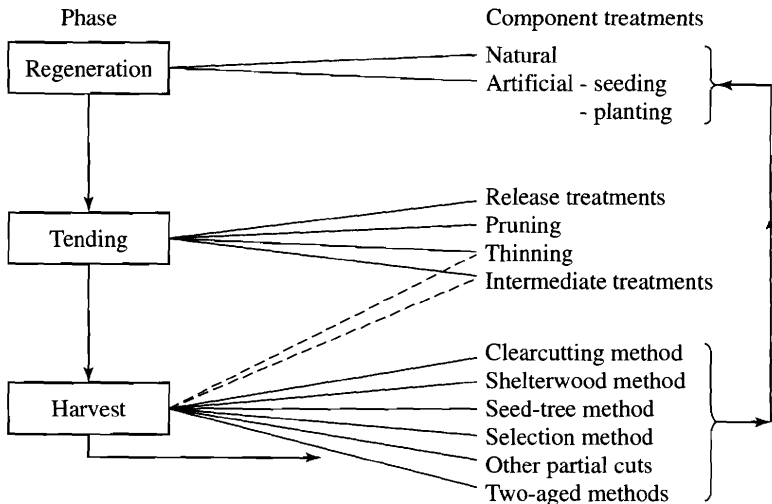 Phase
Component treatments
Regeneration
Natural
Artificial - seeding
- planting
Tending
Release treatments
Pruning
Thinning
Intermediate treatments
Harvest
Clearcutting method
Shelterwood method
Seed-tree method
Selection method
Other partial cuts
Two-aged methods